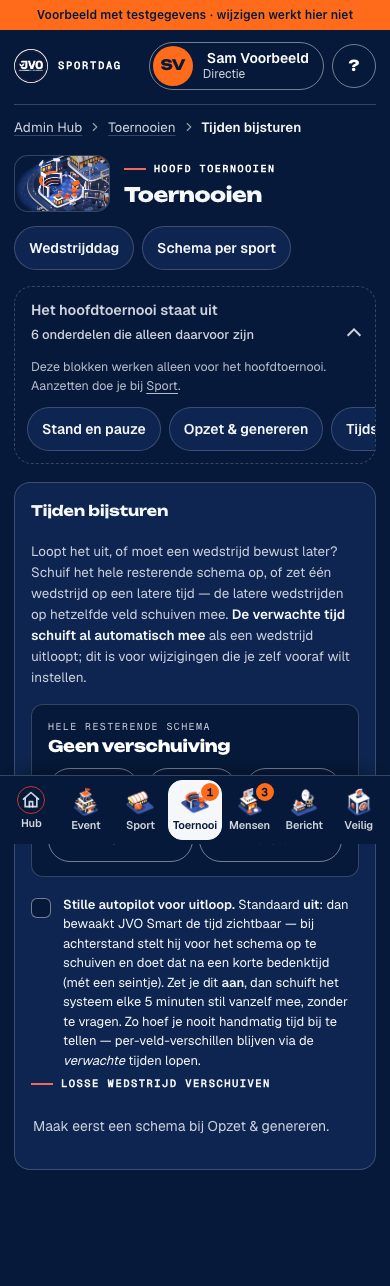 Voorbeeld met testgegevens · wijzigen werkt hier niet
JVO SPORTDAG
SV Sam Voorbeeld
Directie
?
Admin Hub > Toernooien > Tijden bijsturen
HOOFD TOERNOOIEN
Toernooien
Wedstrijddag Schema per sport
Het hoofdtoernooi staat uit
6 onderdelen die alleen daarvoor zijn
Deze blokken werken alleen voor het hoofdtoernooi.
Aanzetten doe je bij Sport.
Stand en pauze Opzet & genereren Tijds
Tijden bijsturen
Loopt het uit, of moet een wedstrijd bewust later?
Schuif het hele resterende schema op, of zet één
wedstrijd op een latere tijd — de latere wedstrijden
op hetzelfde veld schuiven mee. De verwachte tijd
schuift al automatisch mee als een wedstrijd
uitloopt; dit is voor wijzigingen die je zelf vooraf wilt
instellen.
HELE RESTERENDE SCHEMA
Geen verschuiving
1 3
Hub Event Sport Toernooi Mensen Bericht Veilig
Stille autopilot voor uitloop. Standaard uit: dan
bewaakt JVO Smart de tijd zichtbaar — bij
achterstand stelt hij voor het schema op te
schuiven en doet dat na een korte bedenktijd
(mét een seintje). Zet je dit aan, dan schuift het
systeem elke 5 minuten stil vanzelf mee, zonder
te vragen. Zo hoef je nooit handmatig tijd bij te
tellen — per-veld-verschillen blijven via de
verwachte tijden lopen.
LOSSE WEDSTRIJD VERSCHUIVEN
Maak eerst een schema bij Opzet & genereren.